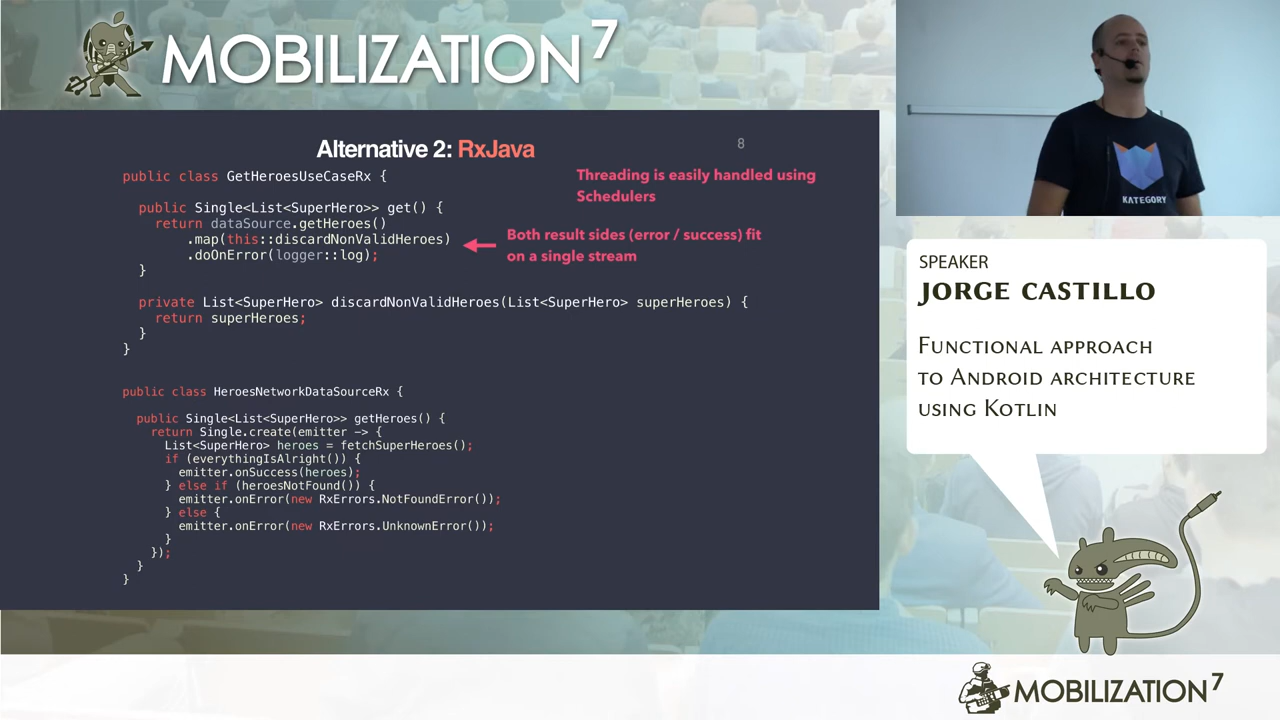 MOBILIZATION 7
Alternative 2: RxJava
8
public class GetHeroesUseCaseRx {
Threading is easily handled using
Schedulers
public Single<List<SuperHero>> get() {
return dataSource.getHeroes()
.map(this::discardNonValidHeroes)
.doOnError(logger::log);
}
Both result sides (error / success) fit
on a single stream
private List<SuperHero> discardNonValidHeroes(List<SuperHero> superHeroes) {
return superHeroes;
}
}
public class HeroesNetworkDataSourceRx {
public Single<List<SuperHero>> getHeroes() {
return Single.create(emitter -> {
List<SuperHero> heroes = fetchSuperHeroes();
if (everythingIsAlright()) {
emitter.onSuccess(heroes);
} else if (heroesNotFound()) {
emitter.onError(new RxErrors.NotFoundError());
} else {
emitter.onError(new RxErrors.UnknownError());
}
});
}
}
KATEGORY
SPEAKER
JORGE CASTILLO
Functional approach
to Android architecture
using Kotlin
MOBILIZATION 7